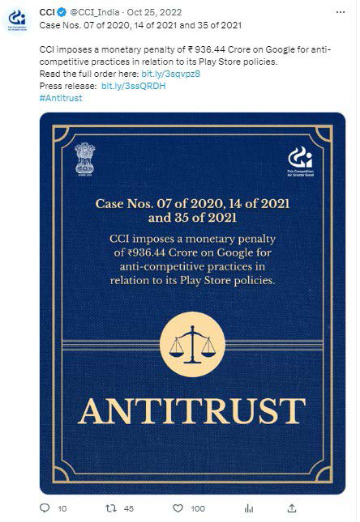 CCI @CCI_India · Oct 25, 2022 ...
Case Nos. 07 of 2020, 14 of 2021 and 35 of 2021
CCI imposes a monetary penalty of ₹ 936.44 Crore on Google for anti-
competitive practices in relation to its Play Store policies.
Read the full order here: bit.ly/3sqvpz8
Press release: bit.ly/3ssQRDH
#Antitrust
Case Nos. 07 of 2020, 14 of 2021
and 35 of 2021
CCI imposes a monetary penalty
of ₹936.44 Crore on Google for
anti-competitive practices in
relation to its Play Store policies.
ANTITRUST
10 45 100